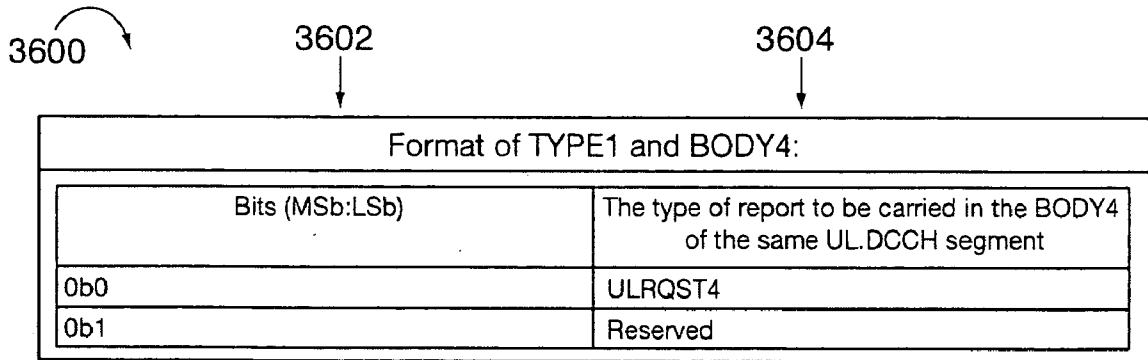 3600
3602
3604
Format of TYPE1 and BODY4:
Bits (MSb:LSb)
The type of report to be carried in the BODY4
of the same UL.DCCH segment
0b0
ULRQST4
0b1
Reserved